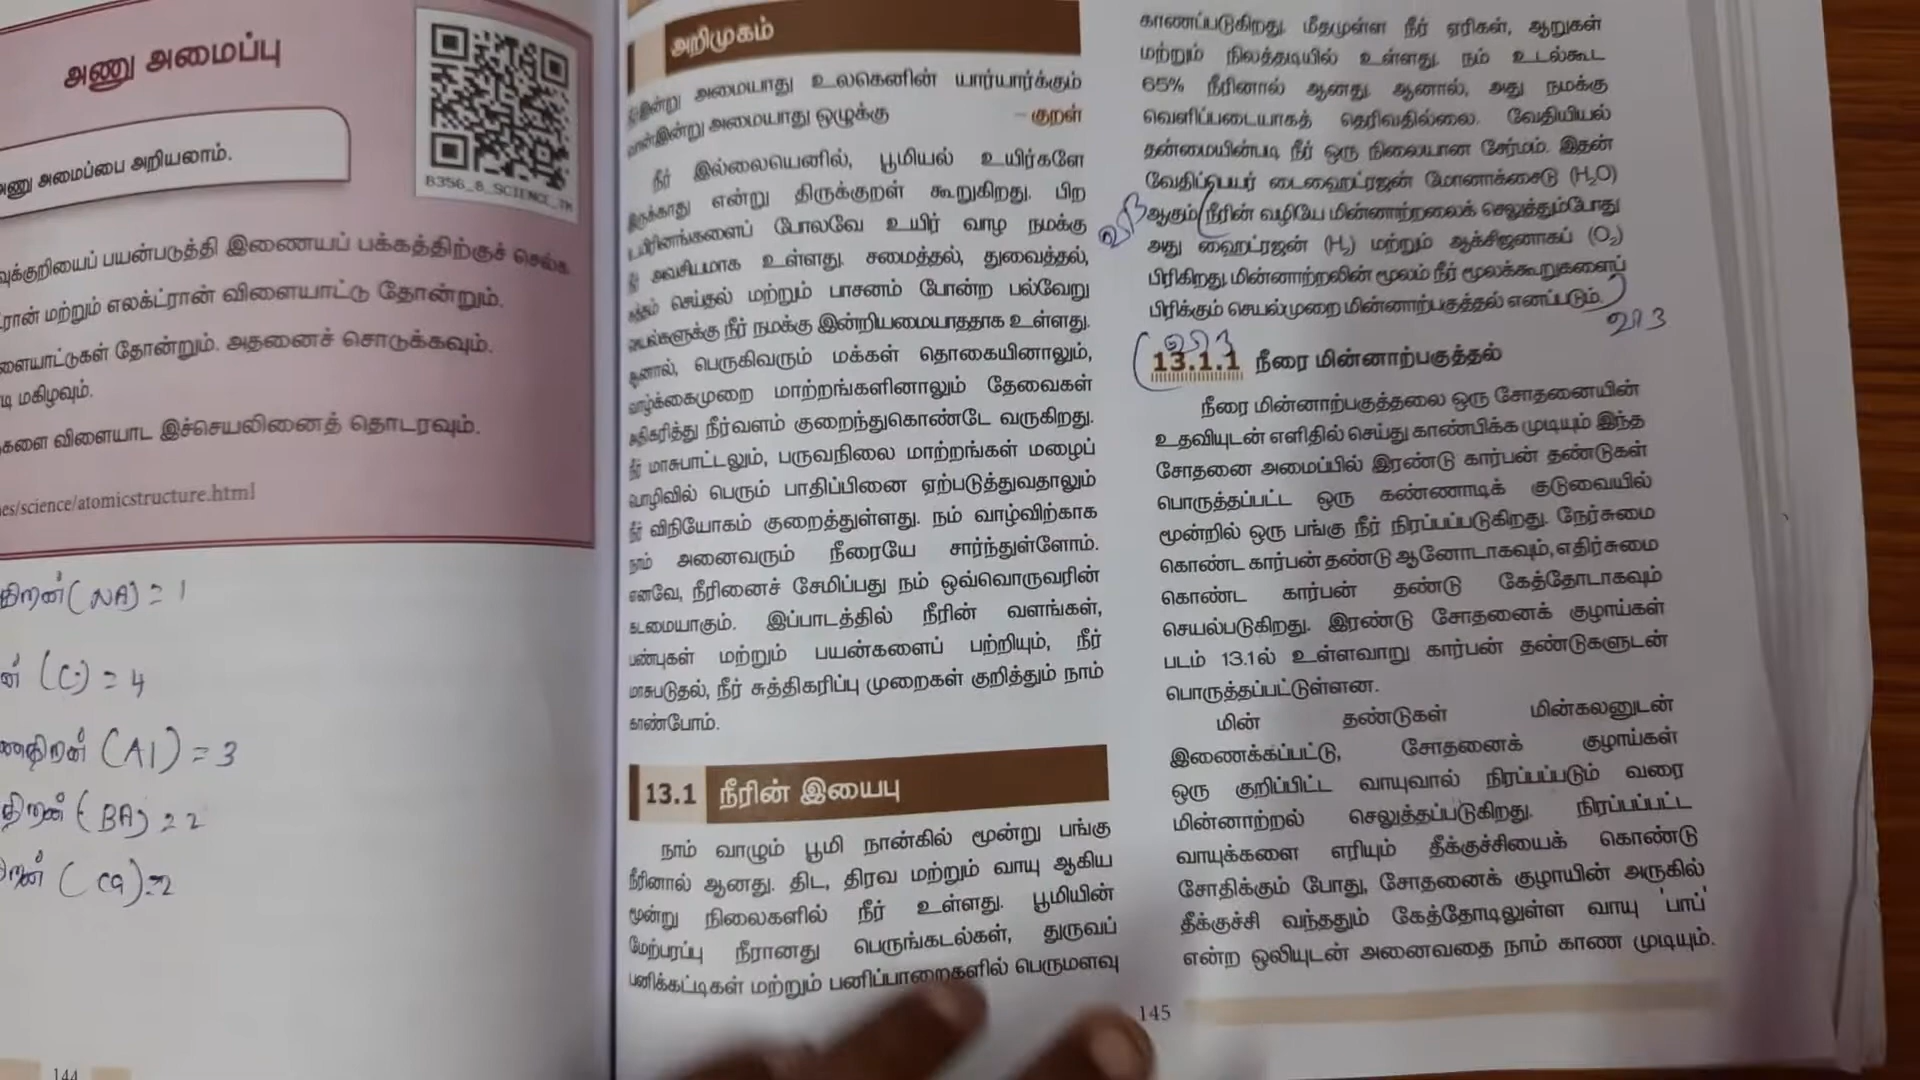 அணு அமைப்பு
அணு அமைப்பை அறியலாம்.
B356_8_SCIENCE_TM
பயன்படுத்தி இணையப் பக்கத்திற்குச் செல்க
மற்றும் எலக்ட்ரான் விளையாட்டு தோன்றும்.
தோன்றும். அதனைச் சொடுக்கவும்.
மகிழவும்.
விளையாட இச்செயலினைத் தொடரவும்.
es/science/atomicstructure.html
(NA) = 1
(C) = 4
(Al) = 3
(BA) = 2
(Ca) = 2
144
அறிமுகம்
அமையாது உலகெனின் யார்யார்க்கும்
வான்இன்று அமையாது ஒழுக்கு – குறள்
நீர் இல்லையெனில், பூமியல் உயிர்களே
இருக்காது என்று திருக்குறள் கூறுகிறது. பிற
உயிரினங்களைப் போலவே உயிர் வாழ நமக்கு
நீர் அவசியமாக உள்ளது. சமைத்தல், துவைத்தல்,
சுத்தம் செய்தல் மற்றும் பாசனம் போன்ற பல்வேறு
செயல்களுக்கு நீர் நமக்கு இன்றியமையாததாக உள்ளது.
ஆனால், பெருகிவரும் மக்கள் தொகையினாலும்,
வாழ்க்கைமுறை மாற்றங்களினாலும் தேவைகள்
அதிகரித்து நீர்வளம் குறைந்துகொண்டே வருகிறது.
நீர் மாசுபாட்டலும், பருவநிலை மாற்றங்கள் மழைப்
பொழிவில் பெரும் பாதிப்பினை ஏற்படுத்துவதாலும்
நீர் வினியோகம் குறைத்துள்ளது. நம் வாழ்விற்காக
நாம் அனைவரும் நீரையே சார்ந்துள்ளோம்.
எனவே, நீரினைச் சேமிப்பது நம் ஒவ்வொருவரின்
கடமையாகும். இப்பாடத்தில் நீரின் வளங்கள்,
பண்புகள் மற்றும் பயன்களைப் பற்றியும், நீர்
மாசுபடுதல், நீர் சுத்திகரிப்பு முறைகள் குறித்தும் நாம்
காண்போம்.
13.1 நீரின் இயைபு
நாம் வாழும் பூமி நான்கில் மூன்று பங்கு
நீரினால் ஆனது. திட, திரவ மற்றும் வாயு ஆகிய
மூன்று நிலைகளில் நீர் உள்ளது. பூமியின்
மேற்பரப்பு நீரானது பெருங்கடல்கள், துருவப்
பனிக்கட்டிகள் மற்றும் பனிப்பாறைகளில் பெருமளவு
காணப்படுகிறது. மீதமுள்ள நீர் ஏரிகள், ஆறுகள்
மற்றும் நிலத்தடியில் உள்ளது. நம் உடல்கூட
65% நீரினால் ஆனது. ஆனால், அது நமக்கு
வெளிப்படையாகத் தெரிவதில்லை. வேதியியல்
தன்மையின்படி நீர் ஒரு நிலையான சேர்மம். இதன்
வேதிப்பெயர் டைஹைட்ரஜன் மோனாக்சைடு (H₂O)
ஆகும் (நீரின் வழியே மின்னாற்றலைக் செலுத்தும்போது
அது ஹைட்ரஜன் (H₂) மற்றும் ஆக்சிஜனாகப் (O₂)
பிரிகிறது. மின்னாற்றலின் மூலம் நீர் மூலக்கூறுகளைப்
பிரிக்கும் செயல்முறை மின்னாற்பகுத்தல் எனப்படும்.)
13.1.1 நீரை மின்னாற்பகுத்தல்
நீரை மின்னாற்பகுத்தலை ஒரு சோதனையின்
உதவியுடன் எளிதில் செய்து காண்பிக்க முடியும் இந்த
சோதனை அமைப்பில் இரண்டு கார்பன் தண்டுகள்
பொருத்தப்பட்ட ஒரு கண்ணாடிக் குடுவையில்
மூன்றில் ஒரு பங்கு நீர் நிரப்பப்படுகிறது. நேர்சுமை
கொண்ட கார்பன் தண்டு ஆனோடாகவும், எதிர்சுமை
கொண்ட கார்பன் தண்டு கேத்தோடாகவும்
செயல்படுகிறது. இரண்டு சோதனைக் குழாய்கள்
படம் 13.1ல் உள்ளவாறு கார்பன் தண்டுகளுடன்
பொருத்தப்பட்டுள்ளன.
மின் தண்டுகள் மின்கலனுடன்
இணைக்கப்பட்டு, சோதனைக் குழாய்கள்
ஒரு குறிப்பிட்ட வாயுவால் நிரப்பப்படும் வரை
மின்னாற்றல் செலுத்தப்படுகிறது. நிரப்பப்பட்ட
வாயுக்களை எரியும் தீக்குச்சியைக் கொண்டு
சோதிக்கும் போது, சோதனைக் குழாயின் அருகில்
தீக்குச்சி வந்ததும் கேத்தோடிலுள்ள வாயு 'பாப்'
என்ற ஒலியுடன் அனைவதை நாம் காண முடியும்.
145